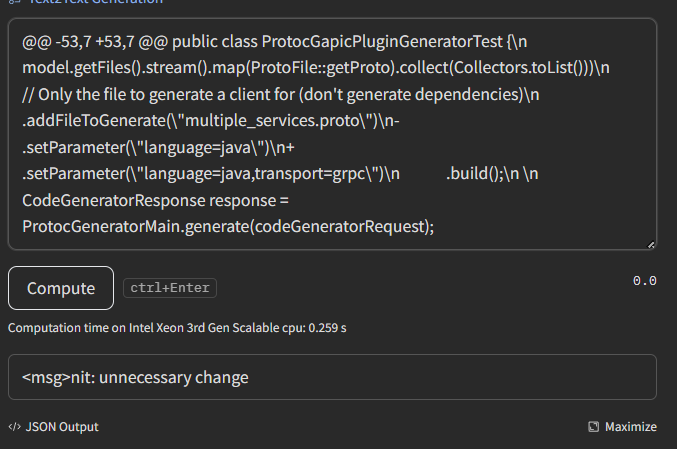 Text2Text Generation
@@ -53,7 +53,7 @@ public class ProtocGapicPluginGeneratorTest {\n
model.getFiles().stream().map(ProtoFile::getProto).collect(Collectors.toList()))\n
// Only the file to generate a client for (don't generate dependencies)\n
.addFileToGenerate(\"multiple_services.proto\")\n-
.setParameter(\"language=java\")\n+
.setParameter(\"language=java,transport=grpc\")\n .build();\n \n
CodeGeneratorResponse response =
ProtocGeneratorMain.generate(codeGeneratorRequest);
Compute ctrl+Enter 0.0
Computation time on Intel Xeon 3rd Gen Scalable cpu: 0.259 s
<msg>nit: unnecessary change
</> JSON Output Maximize